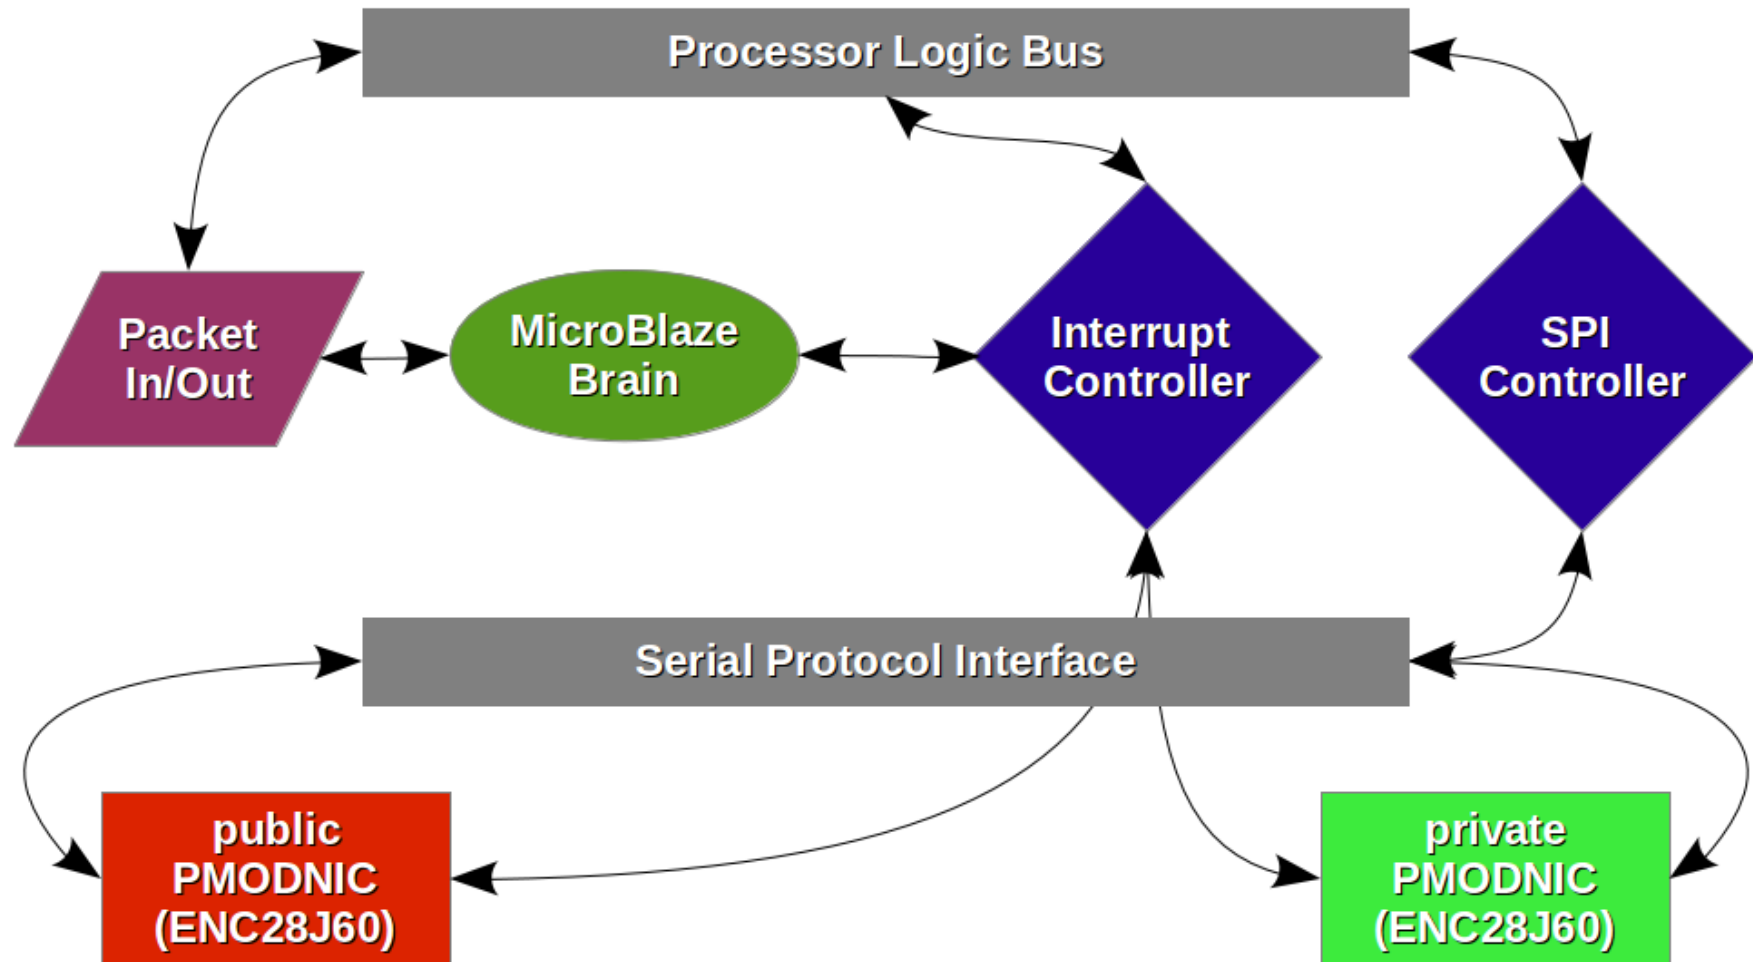 Processor Logic Bus
Packet
In/Out
MicroBlaze
Brain
Interrupt
Controller
SPI
Controller
Serial Protocol Interface
public
PMODNIC
(ENC28J60)
private
PMODNIC
(ENC28J60)